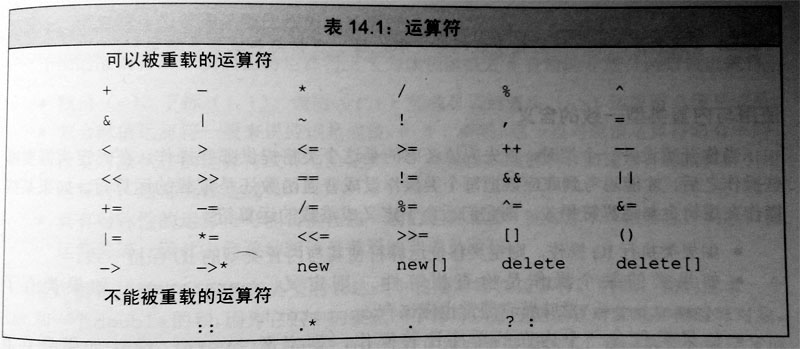 表 14.1：运算符
可以被重载的运算符
+ − * / % ^
& | ~ ! , =
< > <= >= ++ --
<< >> == != && ||
+= -= /= %= ^= &=
|= *= <<= >>= [] ()
-> ->* new new[] delete delete[]
不能被重载的运算符
:: .* . ? :